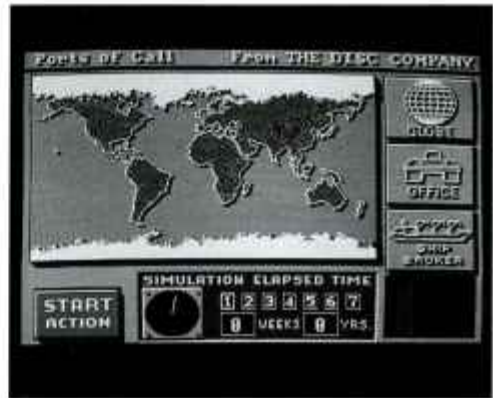 Ports of Call From THE DISC COMPANY
GLOBE
OFFICE
SHIP
BROKER
SIMULATION ELAPSED TIME
1 2 3 4 5 6 7
START
ACTION
0 WEEKS 0 YRS.